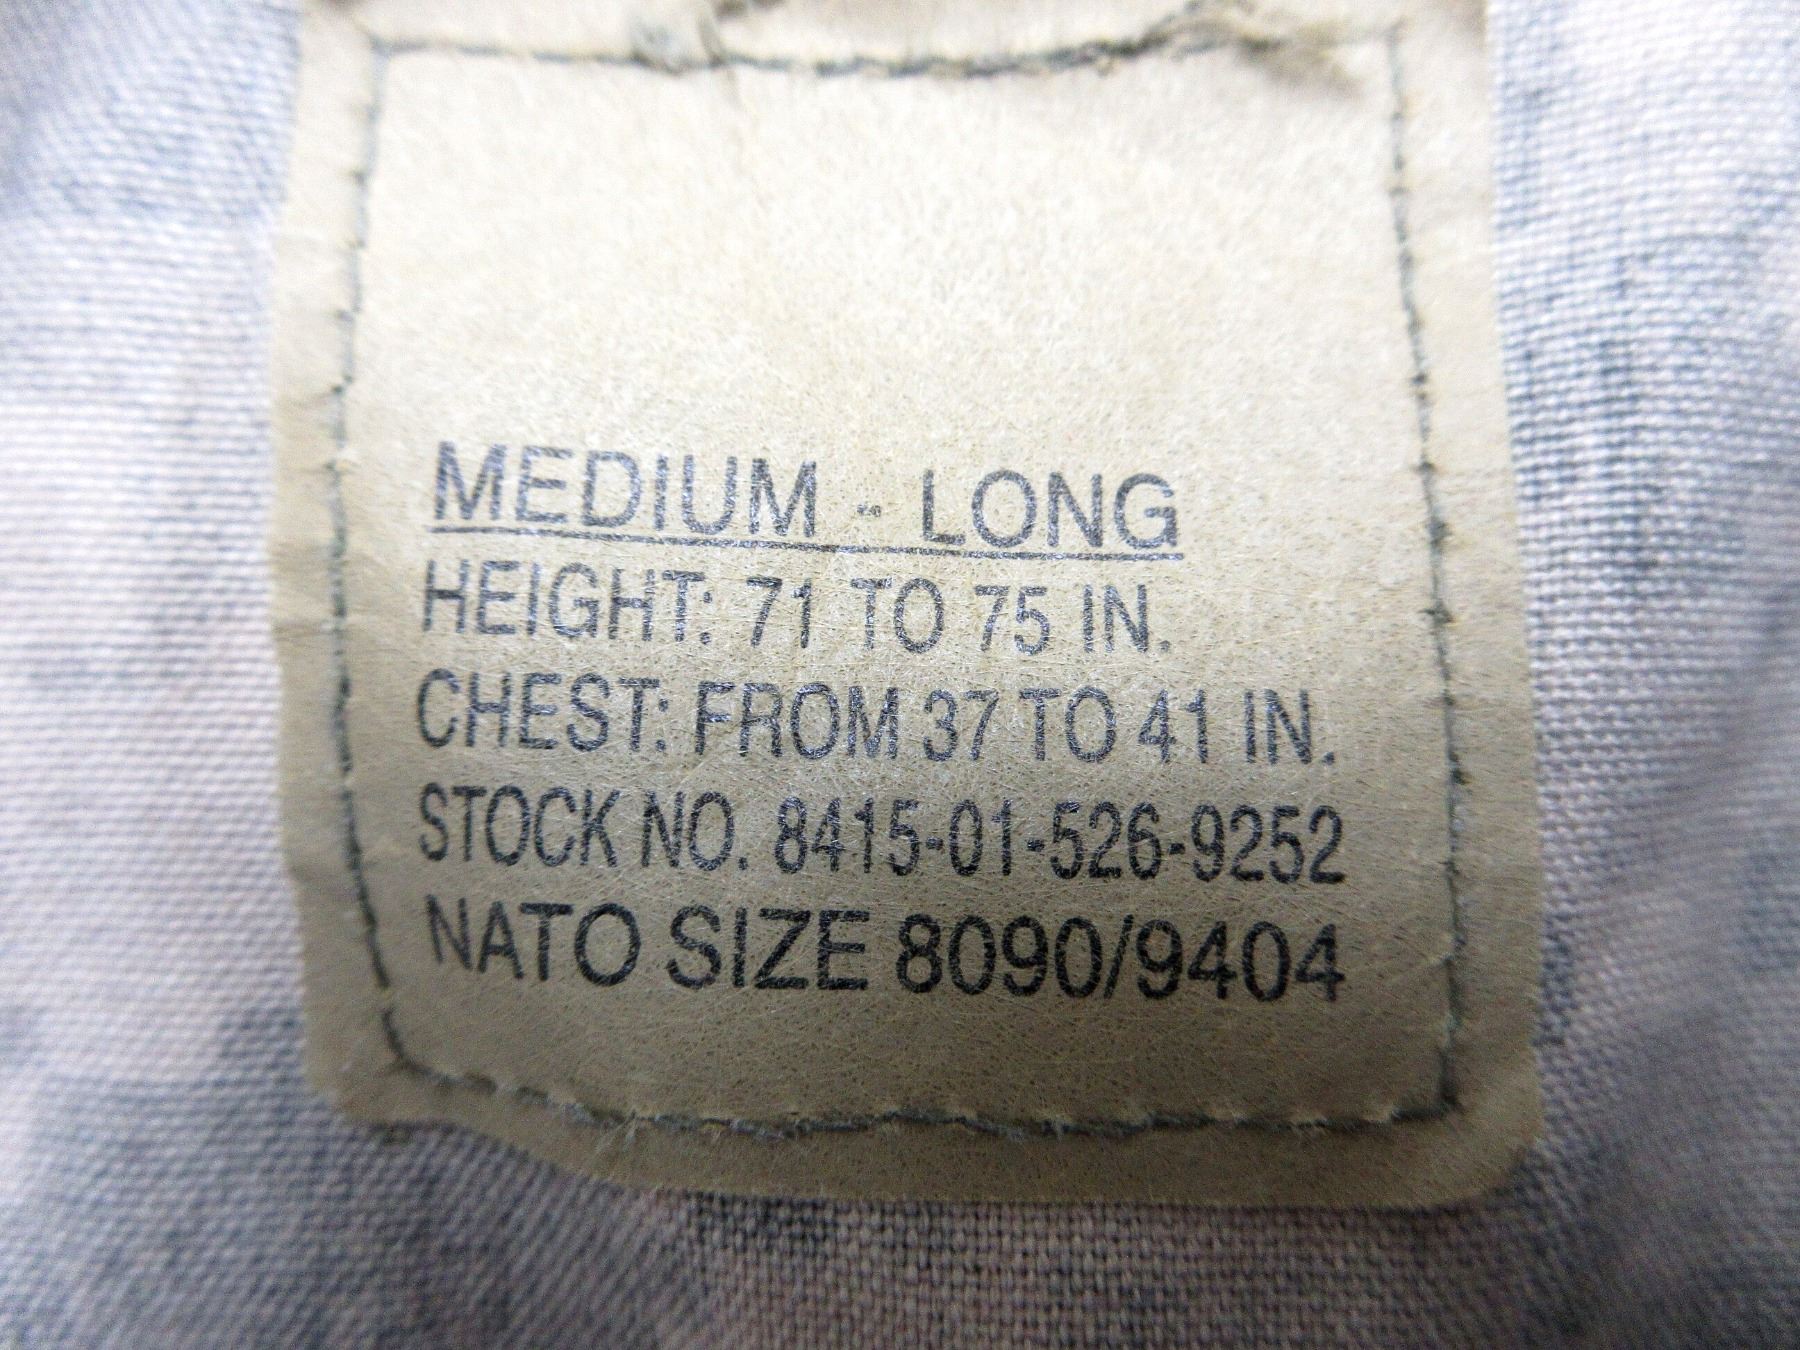 MEDIUM - LONG
HEIGHT: 71 TO 75 IN.
CHEST: FROM 37 TO 41 IN.
STOCK NO. 8415-01-526-9252
NATO SIZE 8090/9404